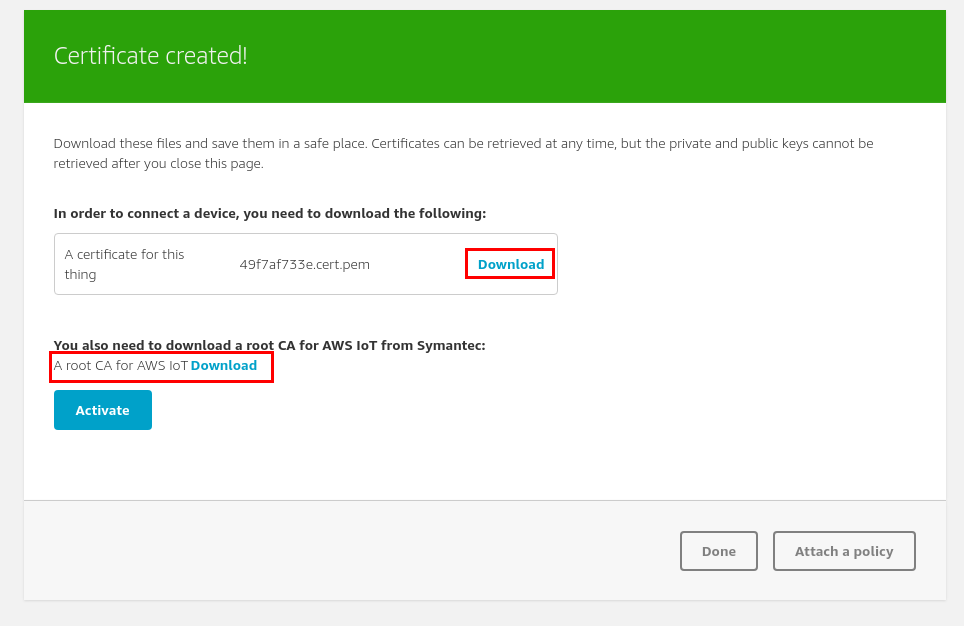 Certificate created!
Download these files and save them in a safe place. Certificates can be retrieved at any time, but the private and public keys cannot be
retrieved after you close this page.
In order to connect a device, you need to download the following:
A certificate for this
thing
49f7af733e.cert.pem
Download
You also need to download a root CA for AWS IoT from Symantec:
A root CA for AWS IoT Download
Activate
Done
Attach a policy